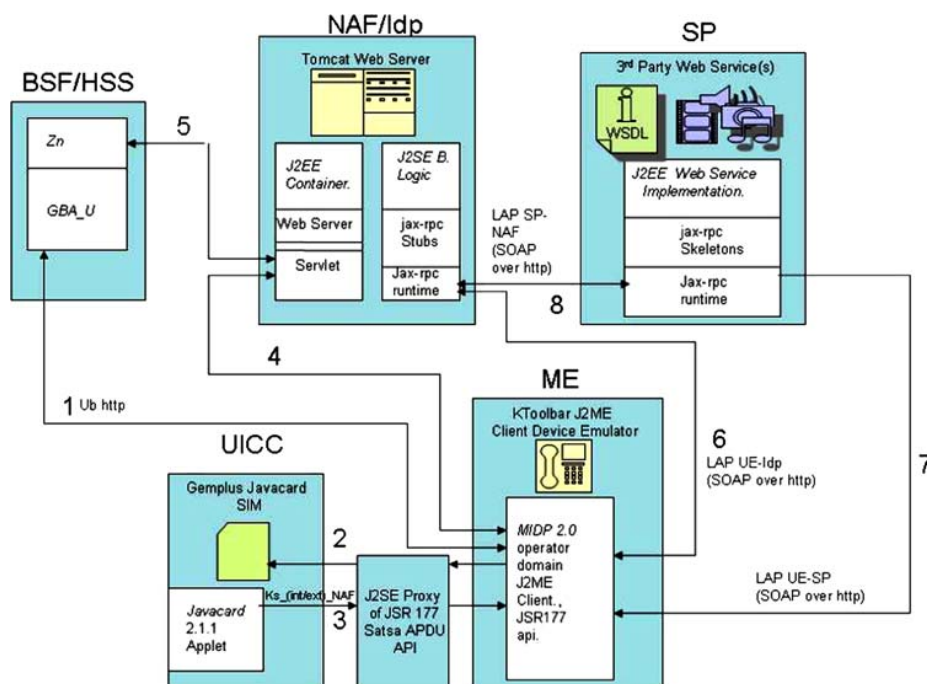 NAF/Idp
SP
BSF/HSS
Tomcat Web Server
3rd Party Web Service(s)
WSDL
5
Zn
GBA_U
J2EE
Container.
Web Server
Servlet
J2SE B.
Logic
jax-rpc
Stubs
Jax-rpc
runtime
LAP SP-
NAF
(SOAP
over http)
8
J2EE Web Service
Implementation.
jax-rpc
Skeletons
Jax-rpc
runtime
4
1 Ub http
ME
KToolbar J2ME
Client Device Emulator
6
LAP UE-Idp
(SOAP over http)
7
UICC
Gemplus Javacard
SIM
2
Ks_(int/ext)_NAF
3
Javacard
2.1.1
Applet
J2SE Proxy
of JSR 177
Satsa APDU
API
MIDP 2.0
operator
domain
J2ME
Client.,
JSR177
api.
LAP UE-SP
(SOAP over http)